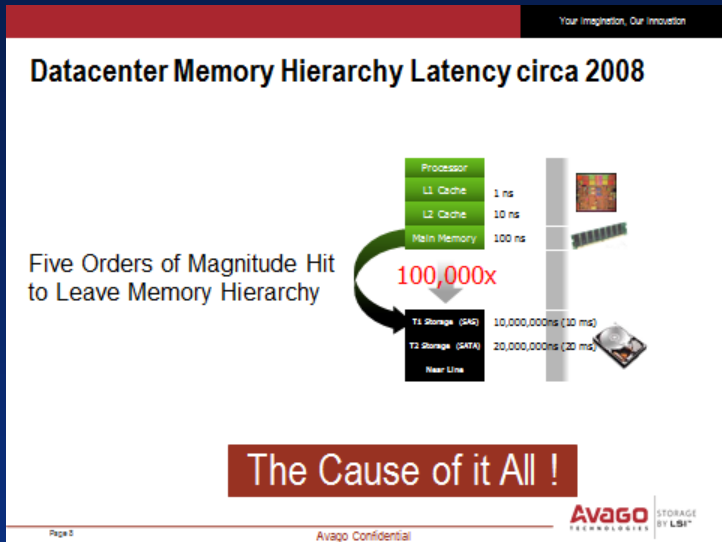 Your Imagination, Our Innovation
Datacenter Memory Hierarchy Latency circa 2008
Processor
L1 Cache 1 ns
L2 Cache 10 ns
Main Memory 100 ns
Five Orders of Magnitude Hit
to Leave Memory Hierarchy
100,000x
T1 Storage (SAS) 10,000,000ns (10 ms)
T2 Storage (SATA) 20,000,000ns (20 ms)
Near Line
The Cause of it All !
Avago
TECHNOLOGIES
STORAGE
BY LSI™
Page 8
Avago Confidential